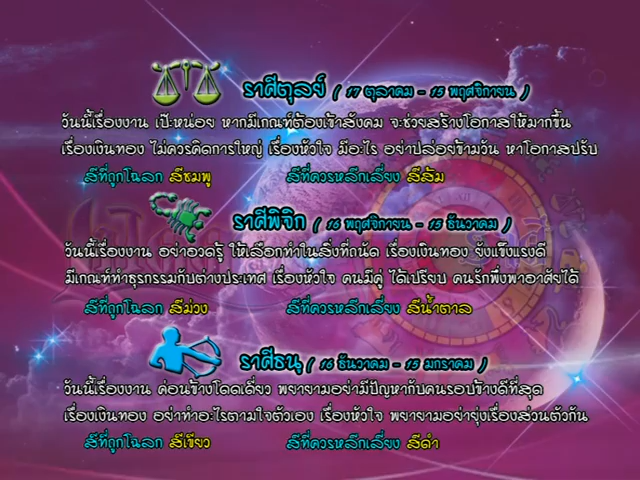 ราศีตุลย์ ( 17 ตุลาคม - 15 พฤศจิกายน )
วันนี้เรื่องงาน เป๊ะหน่อย หากมีเกณฑ์ต้องเข้าสังคม จะช่วยสร้างโอกาสให้มากขึ้น
เรื่องเงินทอง ไม่ควรคิดการใหญ่ เรื่องหัวใจ มีอะไร อย่าปล่อยข้ามวัน หาโอกาสปรับ
สีที่ถูกโฉลก สีชมพู สีที่ควรหลีกเลี่ยง สีส้ม
ราศีพิจิก ( 16 พฤศจิกายน - 15 ธันวาคม )
วันนี้เรื่องงาน อย่าอวดรู้ ให้เลือกทำในสิ่งที่ถนัด เรื่องเงินทอง ยังแข็งแรงดี
มีเกณฑ์ทำธุรกรรมกับต่างประเทศ เรื่องหัวใจ คนมีคู่ ได้เปรียบ คนรักพึ่งพาอาศัยได้
สีที่ถูกโฉลก สีม่วง สีที่ควรหลีกเลี่ยง สีน้ำตาล
ราศีธนู ( 16 ธันวาคม - 15 มกราคม )
วันนี้เรื่องงาน ค่อนข้างโดดเดี่ยว พยายามอย่ามีปัญหากับคนรอบข้างดีที่สุด
เรื่องเงินทอง อย่าทำอะไรตามใจตัวเอง เรื่องหัวใจ พยายามอย่ายุ่งเรื่องส่วนตัวกัน
สีที่ถูกโฉลก สีเขียว สีที่ควรหลีกเลี่ยง สีดำ